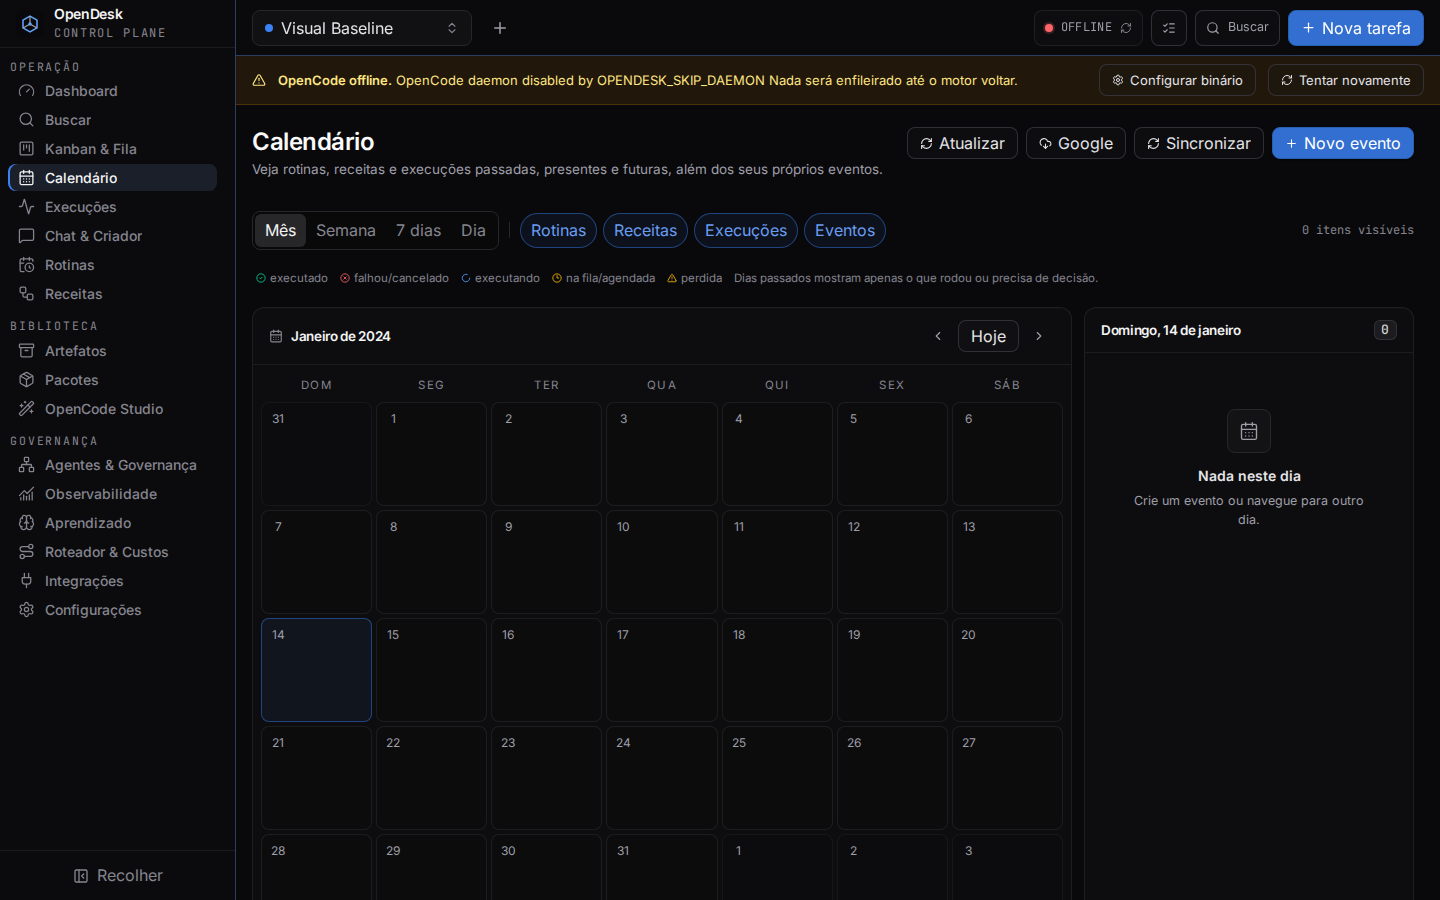 OpenDesk
CONTROL PLANE
OPERAÇÃO
Dashboard
Buscar
Kanban & Fila
Calendário
Execuções
Chat & Criador
Rotinas
Receitas
BIBLIOTECA
Artefatos
Pacotes
OpenCode Studio
GOVERNANÇA
Agentes & Governança
Observabilidade
Aprendizado
Roteador & Custos
Integrações
Configurações
Recolher
Visual Baseline
OFFLINE
Buscar
Nova tarefa
OpenCode offline. OpenCode daemon disabled by OPENDESK_SKIP_DAEMON Nada será enfileirado até o motor voltar.
Configurar binário
Tentar novamente
Calendário
Veja rotinas, receitas e execuções passadas, presentes e futuras, além dos seus próprios eventos.
Atualizar
Google
Sincronizar
Novo evento
Mês Semana 7 dias Dia
Rotinas Receitas Execuções Eventos
0 itens visíveis
executado falhou/cancelado executando na fila/agendada perdida Dias passados mostram apenas o que rodou ou precisa de decisão.
Janeiro de 2024
Hoje
DOM SEG TER QUA QUI SEX SÁB
31 1 2 3 4 5 6
7 8 9 10 11 12 13
14 15 16 17 18 19 20
21 22 23 24 25 26 27
28 29 30 31 1 2 3
Domingo, 14 de janeiro
0
Nada neste dia
Crie um evento ou navegue para outro
dia.